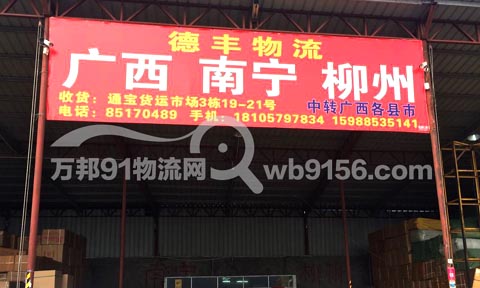 德丰物流
广西 南宁 柳州
收货：通宝货运市场3栋19-21号
中转广西各县市
电话：85170489 手机：18105797834 15988535141
万邦91物流网 wb9156.com